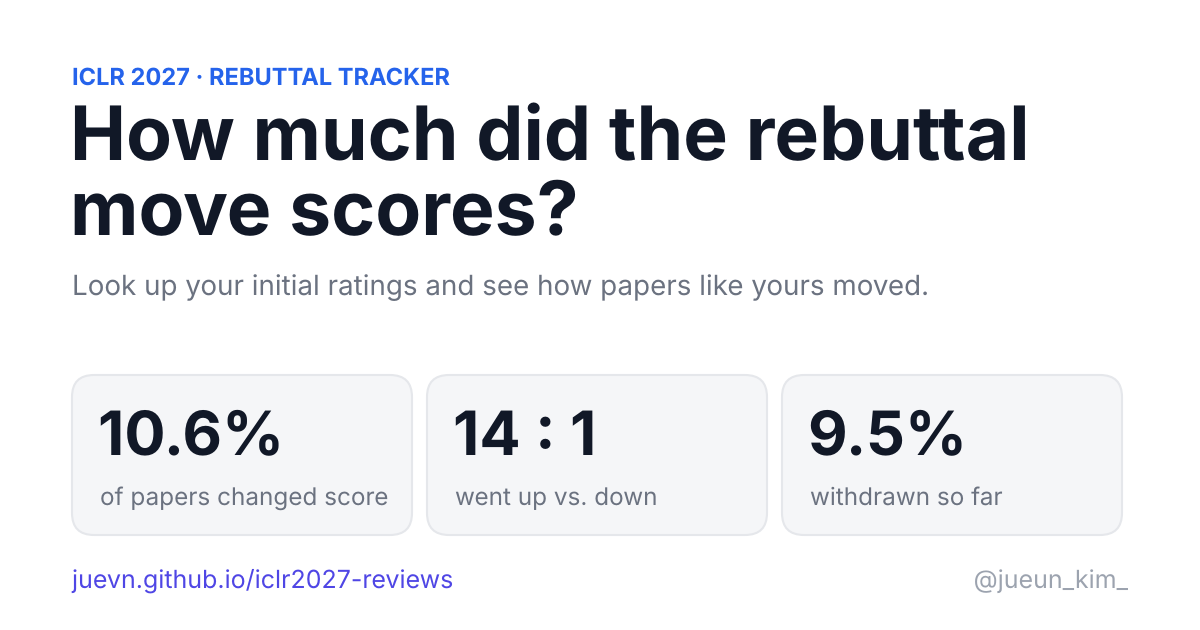 ICLR 2027 · REBUTTAL TRACKER
How much did the rebuttal
move scores?
Look up your initial ratings and see how papers like yours moved.
10.6%
of papers changed score
14 : 1
went up vs. down
9.5%
withdrawn so far
juevn.github.io/iclr2027-reviews
@jueun_kim_